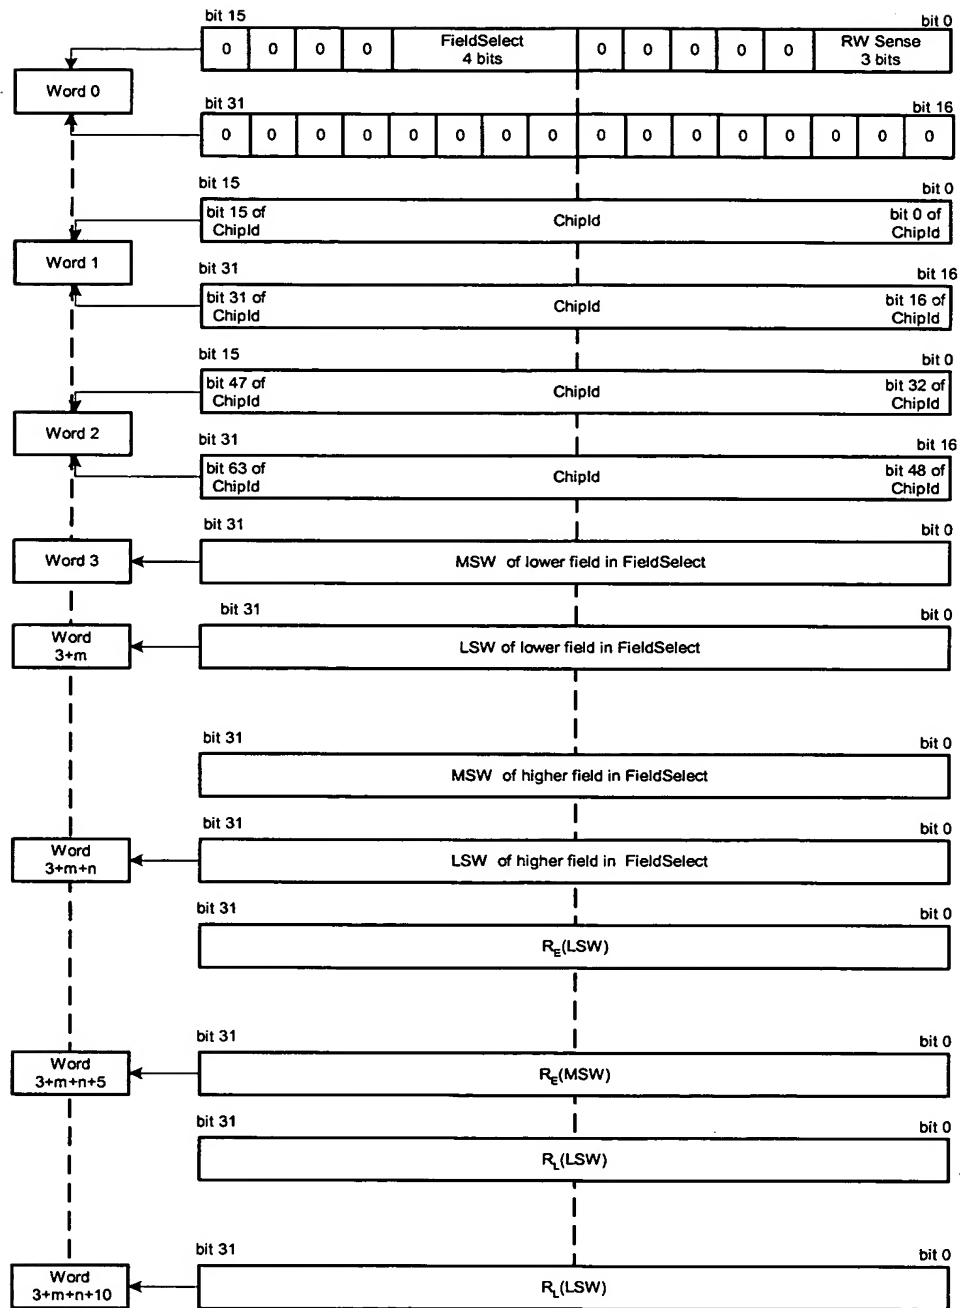 bit 15
bit 0
0 0 0 0 FieldSelect 0 0 0 0 0 RW Sense
4 bits 3 bits
Word 0
bit 31
bit 16
0 0 0 0 0 0 0 0 0 0 0 0 0 0 0 0
bit 15
bit 0
bit 15 of ChipId bit 0 of
ChipId ChipId
Word 1
bit 31
bit 16
bit 31 of ChipId bit 16 of
ChipId ChipId
bit 15
bit 0
bit 47 of ChipId bit 32 of
ChipId ChipId
Word 2
bit 31
bit 16
bit 63 of ChipId bit 48 of
ChipId ChipId
bit 31
bit 0
Word 3
MSW of lower field in FieldSelect
bit 31
bit 0
Word
3+m
LSW of lower field in FieldSelect
bit 31
bit 0
MSW of higher field in FieldSelect
bit 31
bit 0
Word
3+m+n
LSW of higher field in FieldSelect
bit 31
bit 0
R_E(LSW)
bit 31
bit 0
Word
3+m+n+5
R_E(MSW)
bit 31
bit 0
R_L(LSW)
bit 31
bit 0
Word
3+m+n+10
R_L(LSW)